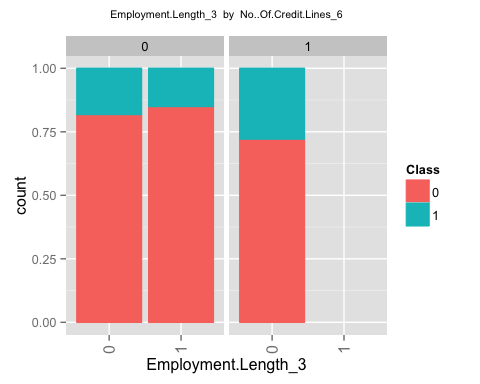 Employment.Length_3 by No..Of.Credit.Lines_6
0 1
1.00
0.75
0.50
0.25
0.00
count
0 1 0 1
Employment.Length_3
Class
0
1